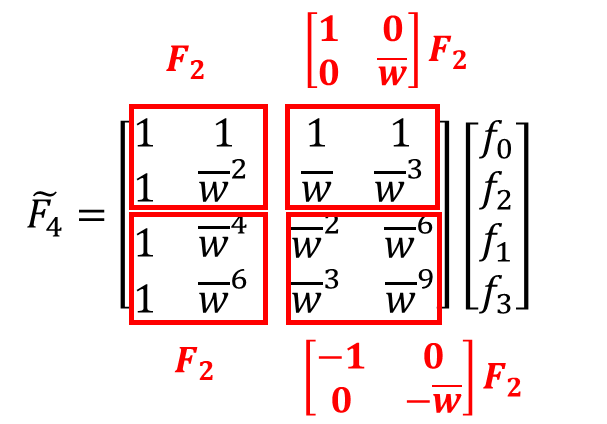 F₂ [1 0; 0 w̅] F₂
F̃₄ = [1 1 1 1; 1 w̅² w̅ w̅³; 1 w̅⁴ w̅² w̅⁶; 1 w̅⁶ w̅³ w̅⁹] [f₀; f₂; f₁; f₃]
F₂ [−1 0; 0 −w̅] F₂